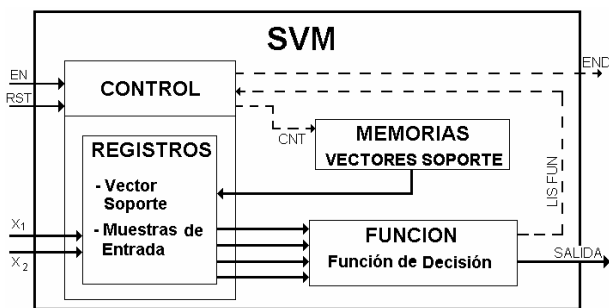 SVM
EN
RST
CONTROL
END
CNT
MEMORIAS
VECTORES SOPORTE
LIS FUN
REGISTROS
- Vector
Soporte
- Muestras de
Entrada
X1
X2
FUNCION
Función de Decisión
SALIDA